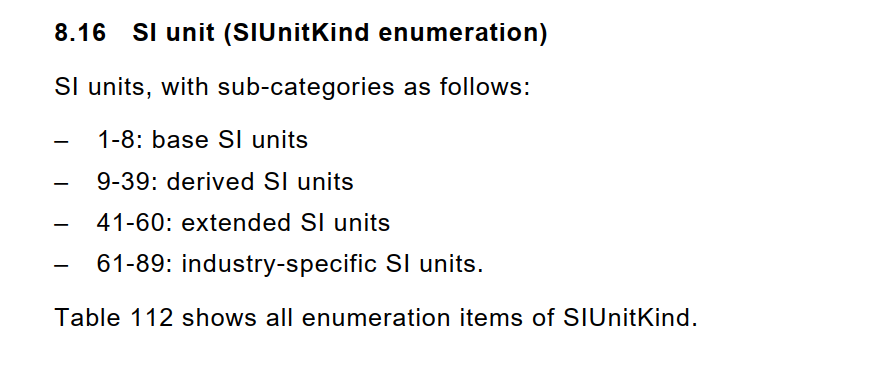 8.16 SI unit (SIUnitKind enumeration)
SI units, with sub-categories as follows:
– 1-8: base SI units
– 9-39: derived SI units
– 41-60: extended SI units
– 61-89: industry-specific SI units.
Table 112 shows all enumeration items of SIUnitKind.